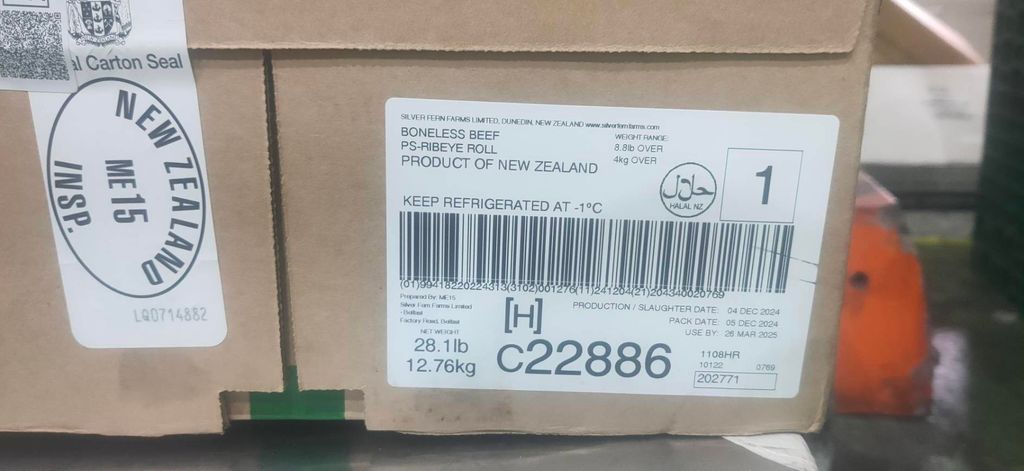 al Carton Seal
NEW ZEALAND
ME15
INSP.
LQ0714882
SILVER FERN FARMS LIMITED, DUNEDIN, NEW ZEALAND www.silverfernfarms.com
BONELESS BEEF
PS-RIBEYE ROLL
PRODUCT OF NEW ZEALAND
WEIGHT RANGE:
8.8lb OVER
4kg OVER
حلال
HALAL NZ
1
KEEP REFRIGERATED AT -1ºC
(01)99418220224313(3102)001276(11)241204(21)204340020769
Prepared By: ME15
Silver Fern Farms Limited
- Belfast
Factory Road, Belfast
NET WEIGHT
28.1lb
12.76kg
[H]
C22886
PRODUCTION / SLAUGHTER DATE: 04 DEC 2024
PACK DATE: 05 DEC 2024
USE BY: 26 MAR 2025
1108HR
10122 0769
202771